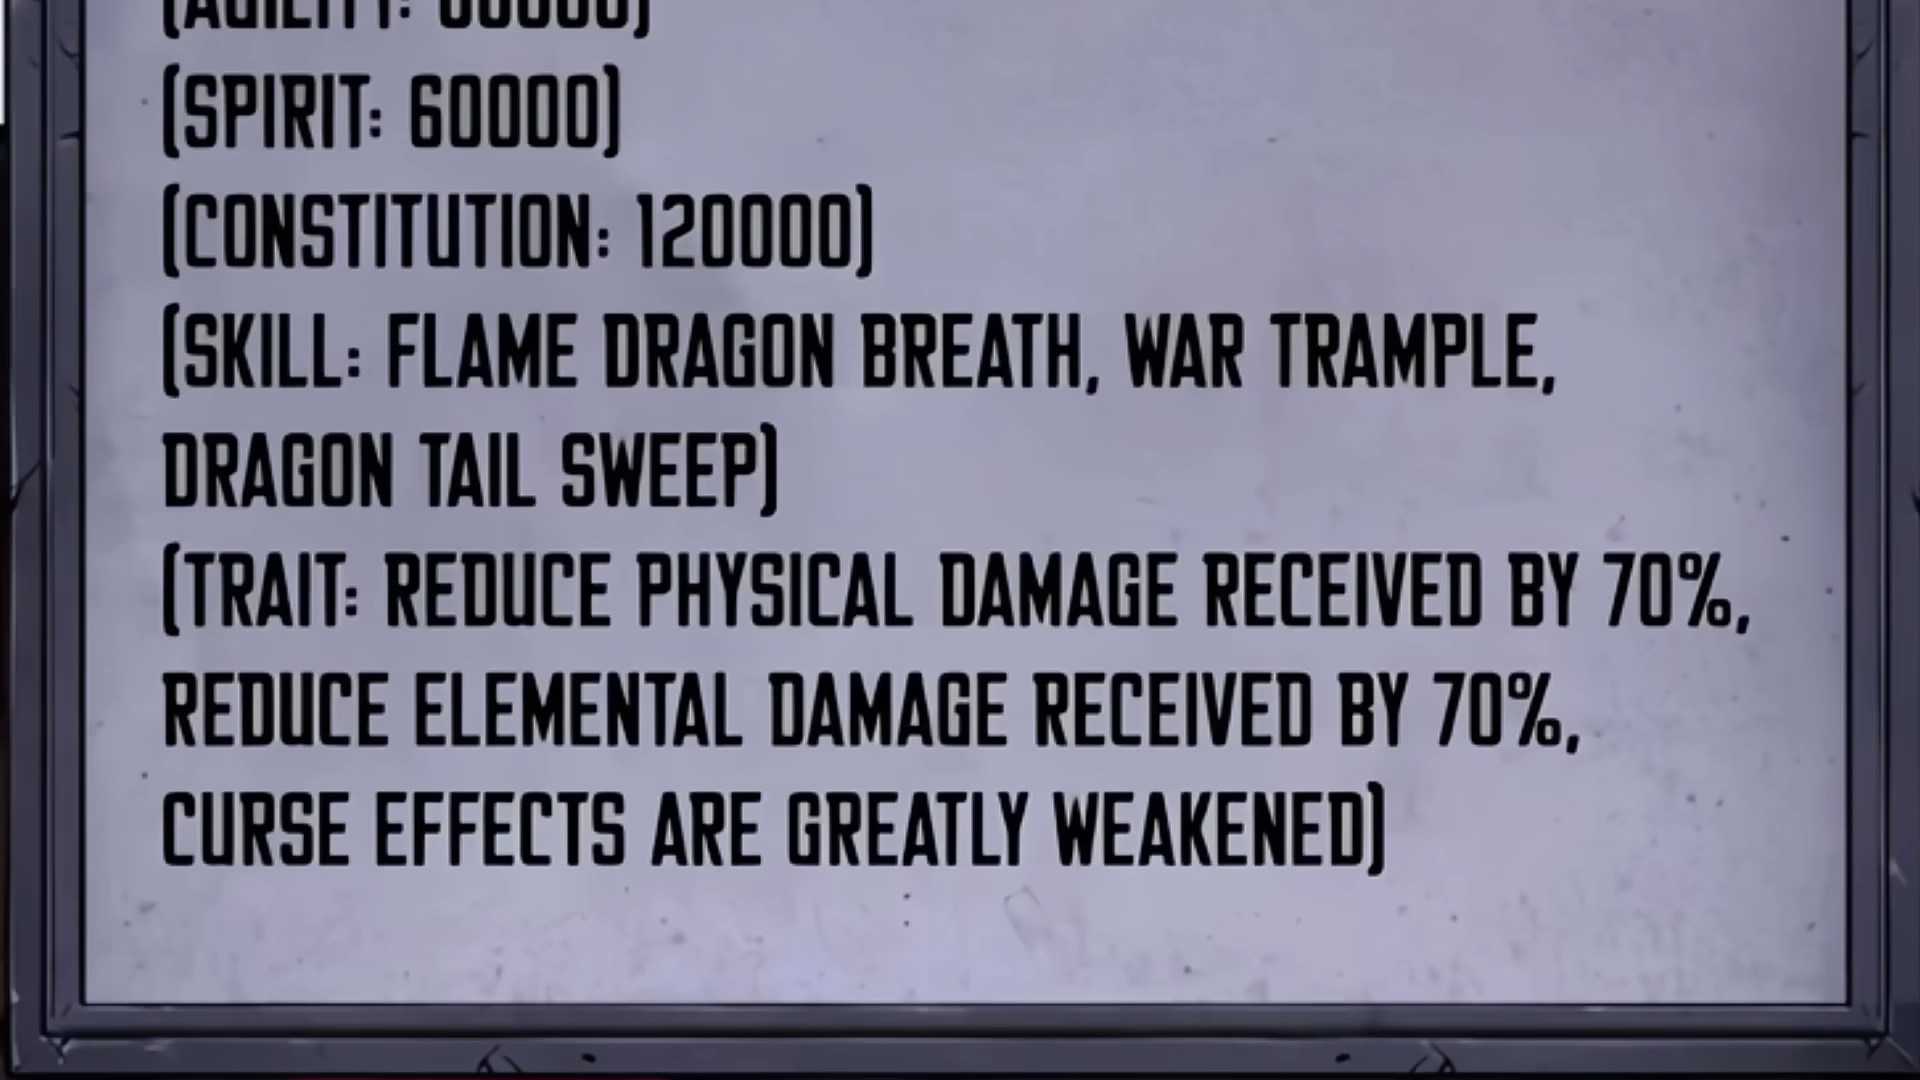 (SPIRIT: 60000)
(CONSTITUTION: 120000)
(SKILL: FLAME DRAGON BREATH, WAR TRAMPLE,
DRAGON TAIL SWEEP)
(TRAIT: REDUCE PHYSICAL DAMAGE RECEIVED BY 70%,
REDUCE ELEMENTAL DAMAGE RECEIVED BY 70%,
CURSE EFFECTS ARE GREATLY WEAKENED)